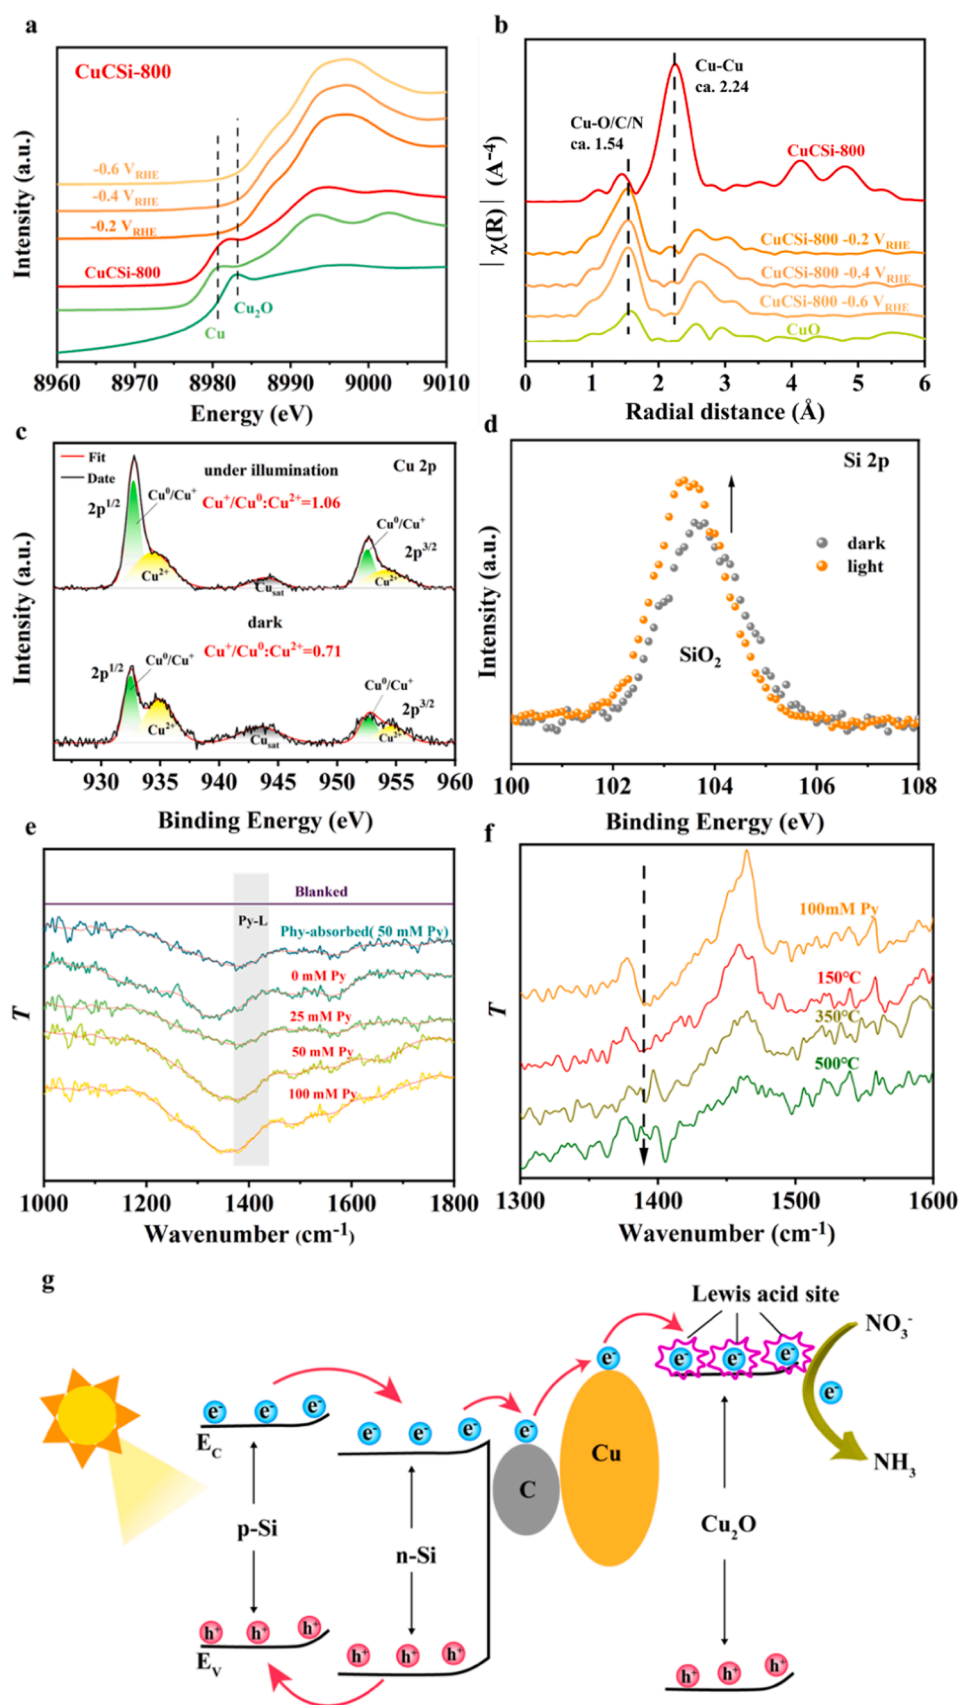 a
CuCSi-800
-0.6 VRHE
-0.4 VRHE
-0.2 VRHE
CuCSi-800
Cu2O
Cu
Intensity (a.u.)
8960 8970 8980 8990 9000 9010
Energy (eV)
b
Cu-Cu
ca. 2.24
Cu-O/C/N
ca. 1.54
CuCSi-800
CuCSi-800 -0.2 VRHE
CuCSi-800 -0.4 VRHE
CuCSi-800 -0.6 VRHE
CuO
|χ(R)| (A-4)
0 1 2 3 4 5 6
Radial distance (Å)
c
Fit
Date
under illumination
Cu 2p
2p1/2
Cu0/Cu+
Cu+/Cu0:Cu2+=1.06
Cu0/Cu+
2p3/2
Cu2+
Cusat
Cu2+
dark
2p1/2
Cu0/Cu+
Cu+/Cu0:Cu2+=0.71
Cu0/Cu+
2p3/2
Cu2+
Cusat
Cu2+
Intensity (a.u.)
930 935 940 945 950 955 960
Binding Energy (eV)
d
Si 2p
dark
light
SiO2
Intensity (a.u.)
100 102 104 106 108
Binding Energy (eV)
e
Blanked
Py-L
Phy-absorbed( 50 mM Py)
0 mM Py
25 mM Py
50 mM Py
100 mM Py
T
1000 1200 1400 1600 1800
Wavenumber (cm-1)
f
100mM Py
150°C
350°C
500°C
T
1300 1400 1500 1600
Wavenumber (cm-1)
g
Lewis acid site
NO3-
e- e- e-
e-
e-
e- e- e-
EC
e- e- e-
e-
C
Cu
NH3
p-Si
n-Si
Cu2O
h+ h+ h+
EV
h+ h+ h+
h+ h+ h+